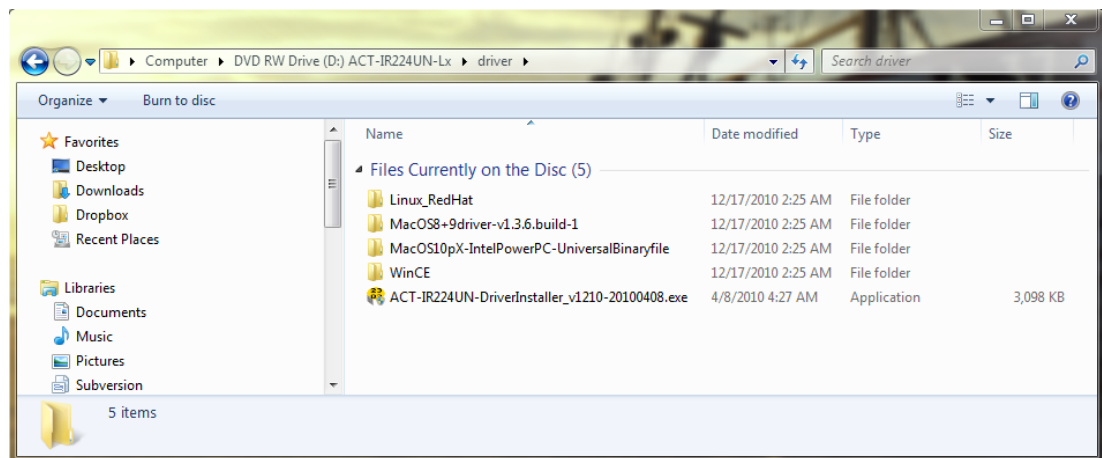 Computer ▸ DVD RW Drive (D:) ACT-IR224UN-Lx ▸ driver ▸
Search driver
Organize
Burn to disc
Favorites
Desktop
Downloads
Dropbox
Recent Places
Libraries
Documents
Music
Pictures
Subversion
Name Date modified Type Size
Files Currently on the Disc (5)
Linux_RedHat 12/17/2010 2:25 AM File folder
MacOS8+9driver-v1.3.6.build-1 12/17/2010 2:25 AM File folder
MacOS10pX-IntelPowerPC-UniversalBinaryfile 12/17/2010 2:25 AM File folder
WinCE 12/17/2010 2:25 AM File folder
ACT-IR224UN-DriverInstaller_v1210-20100408.exe 4/8/2010 4:27 AM Application 3,098 KB
5 items